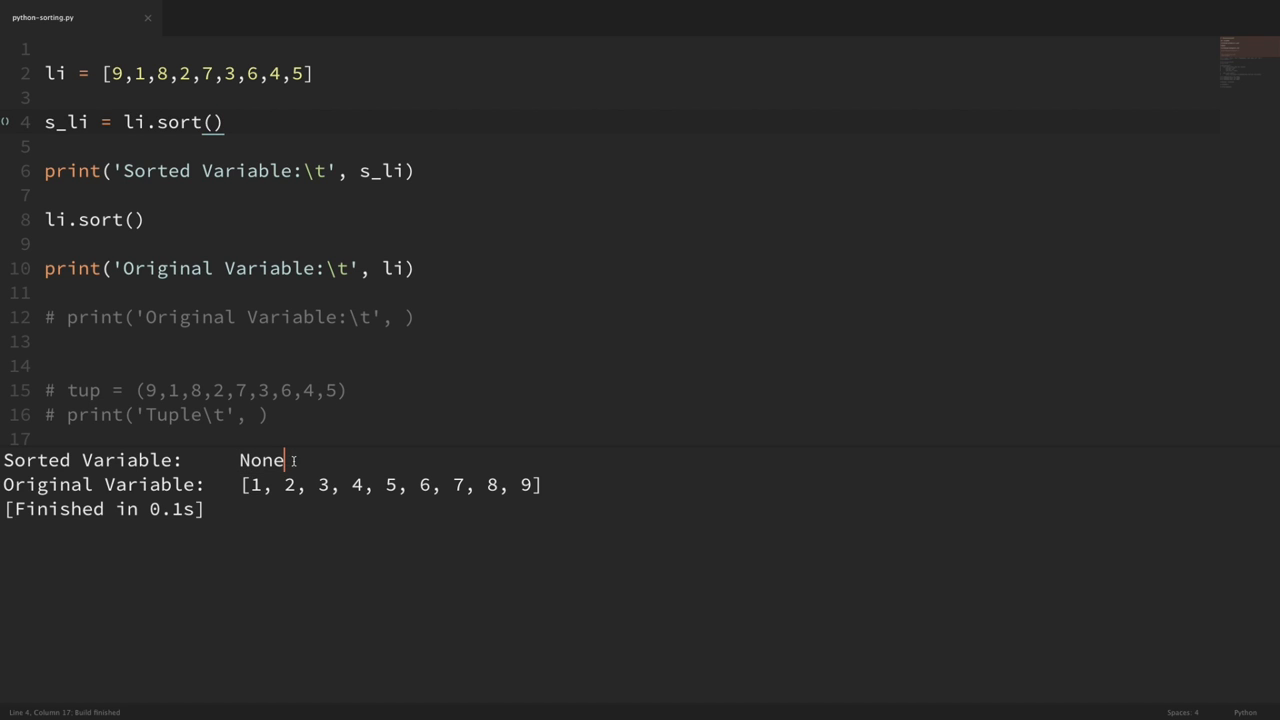 python-sorting.py ×
1
2 li = [9,1,8,2,7,3,6,4,5]
3
() 4 s_li = li.sort()
5
6 print('Sorted Variable:\t', s_li)
7
8 li.sort()
9
10 print('Original Variable:\t', li)
11
12 # print('Original Variable:\t', )
13
14
15 # tup = (9,1,8,2,7,3,6,4,5)
16 # print('Tuple\t', )
17
Sorted Variable: None
Original Variable: [1, 2, 3, 4, 5, 6, 7, 8, 9]
[Finished in 0.1s]
Line 4, Column 17; Build finished Spaces: 4 Python